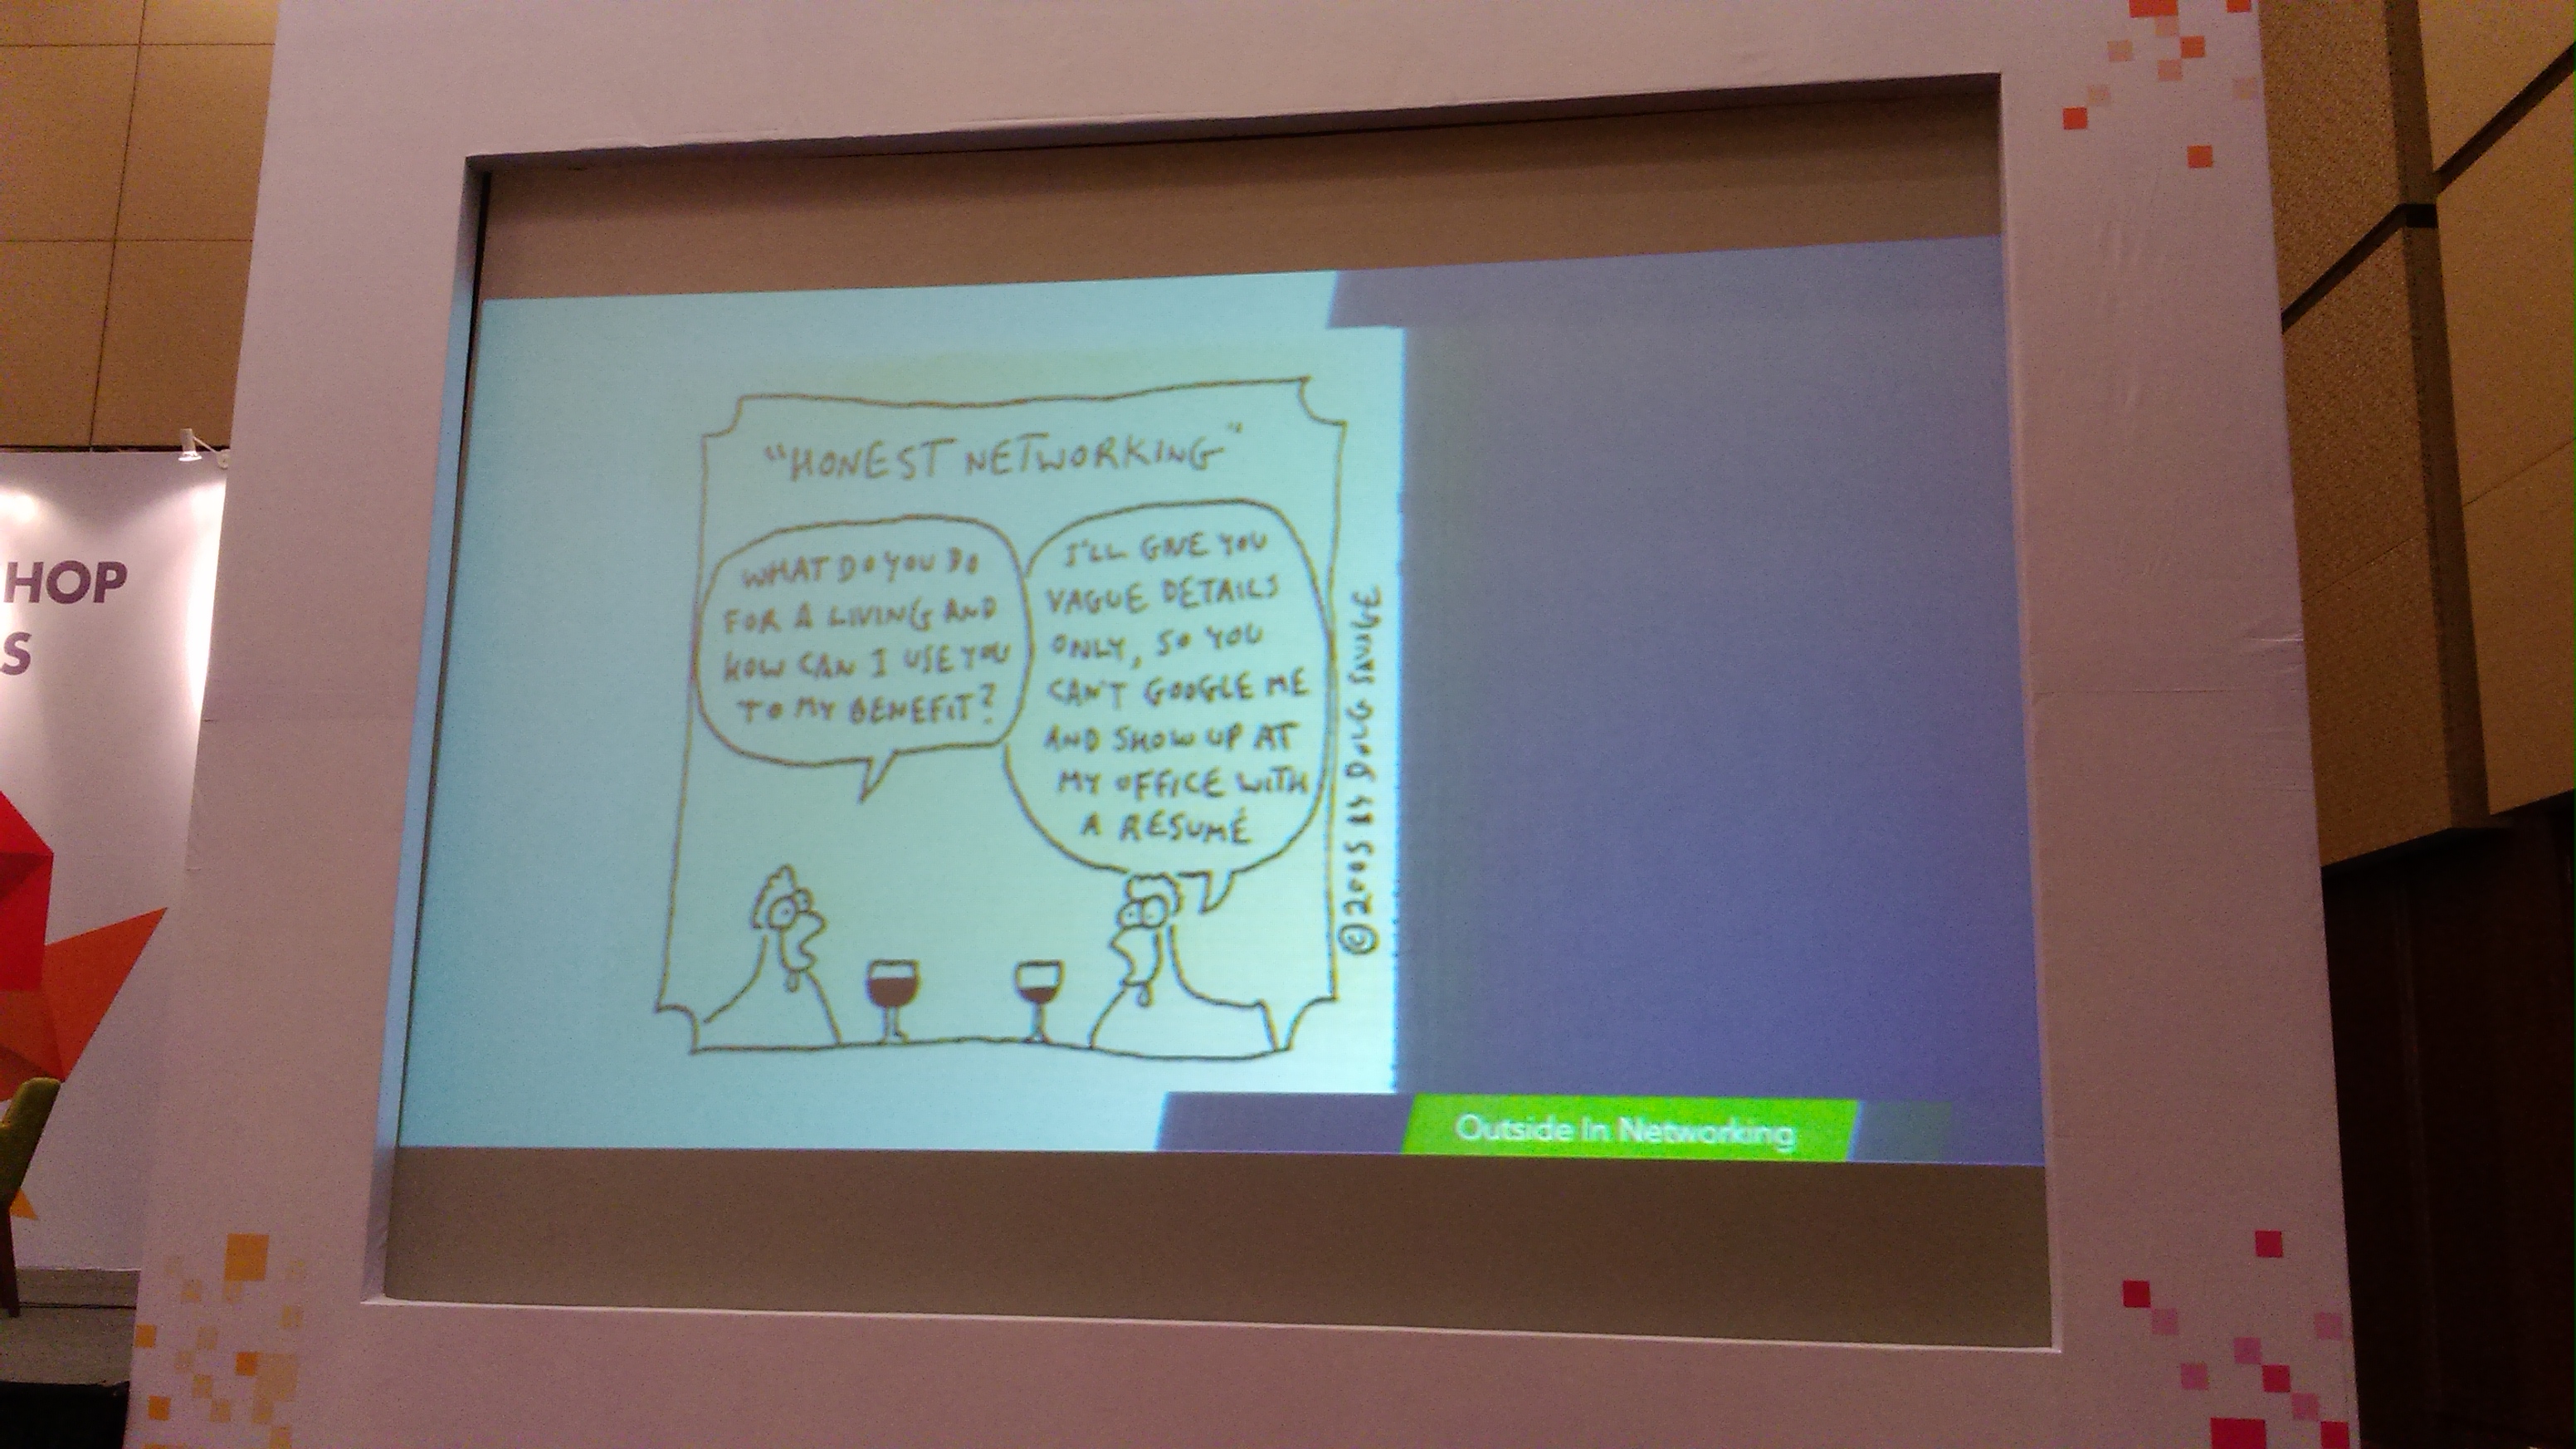 HOP
S
"HONEST NETWORKING"
WHAT DO YOU DO
FOR A LIVING AND
HOW CAN I USE YOU
TO MY BENEFIT?
I'LL GIVE YOU
VAGUE DETAILS
ONLY, SO YOU
CAN'T GOOGLE ME
AND SHOW UP AT
MY OFFICE WITH
A RESUMÉ
©2005 BY DOUG SAVAGE
Outside In Networking